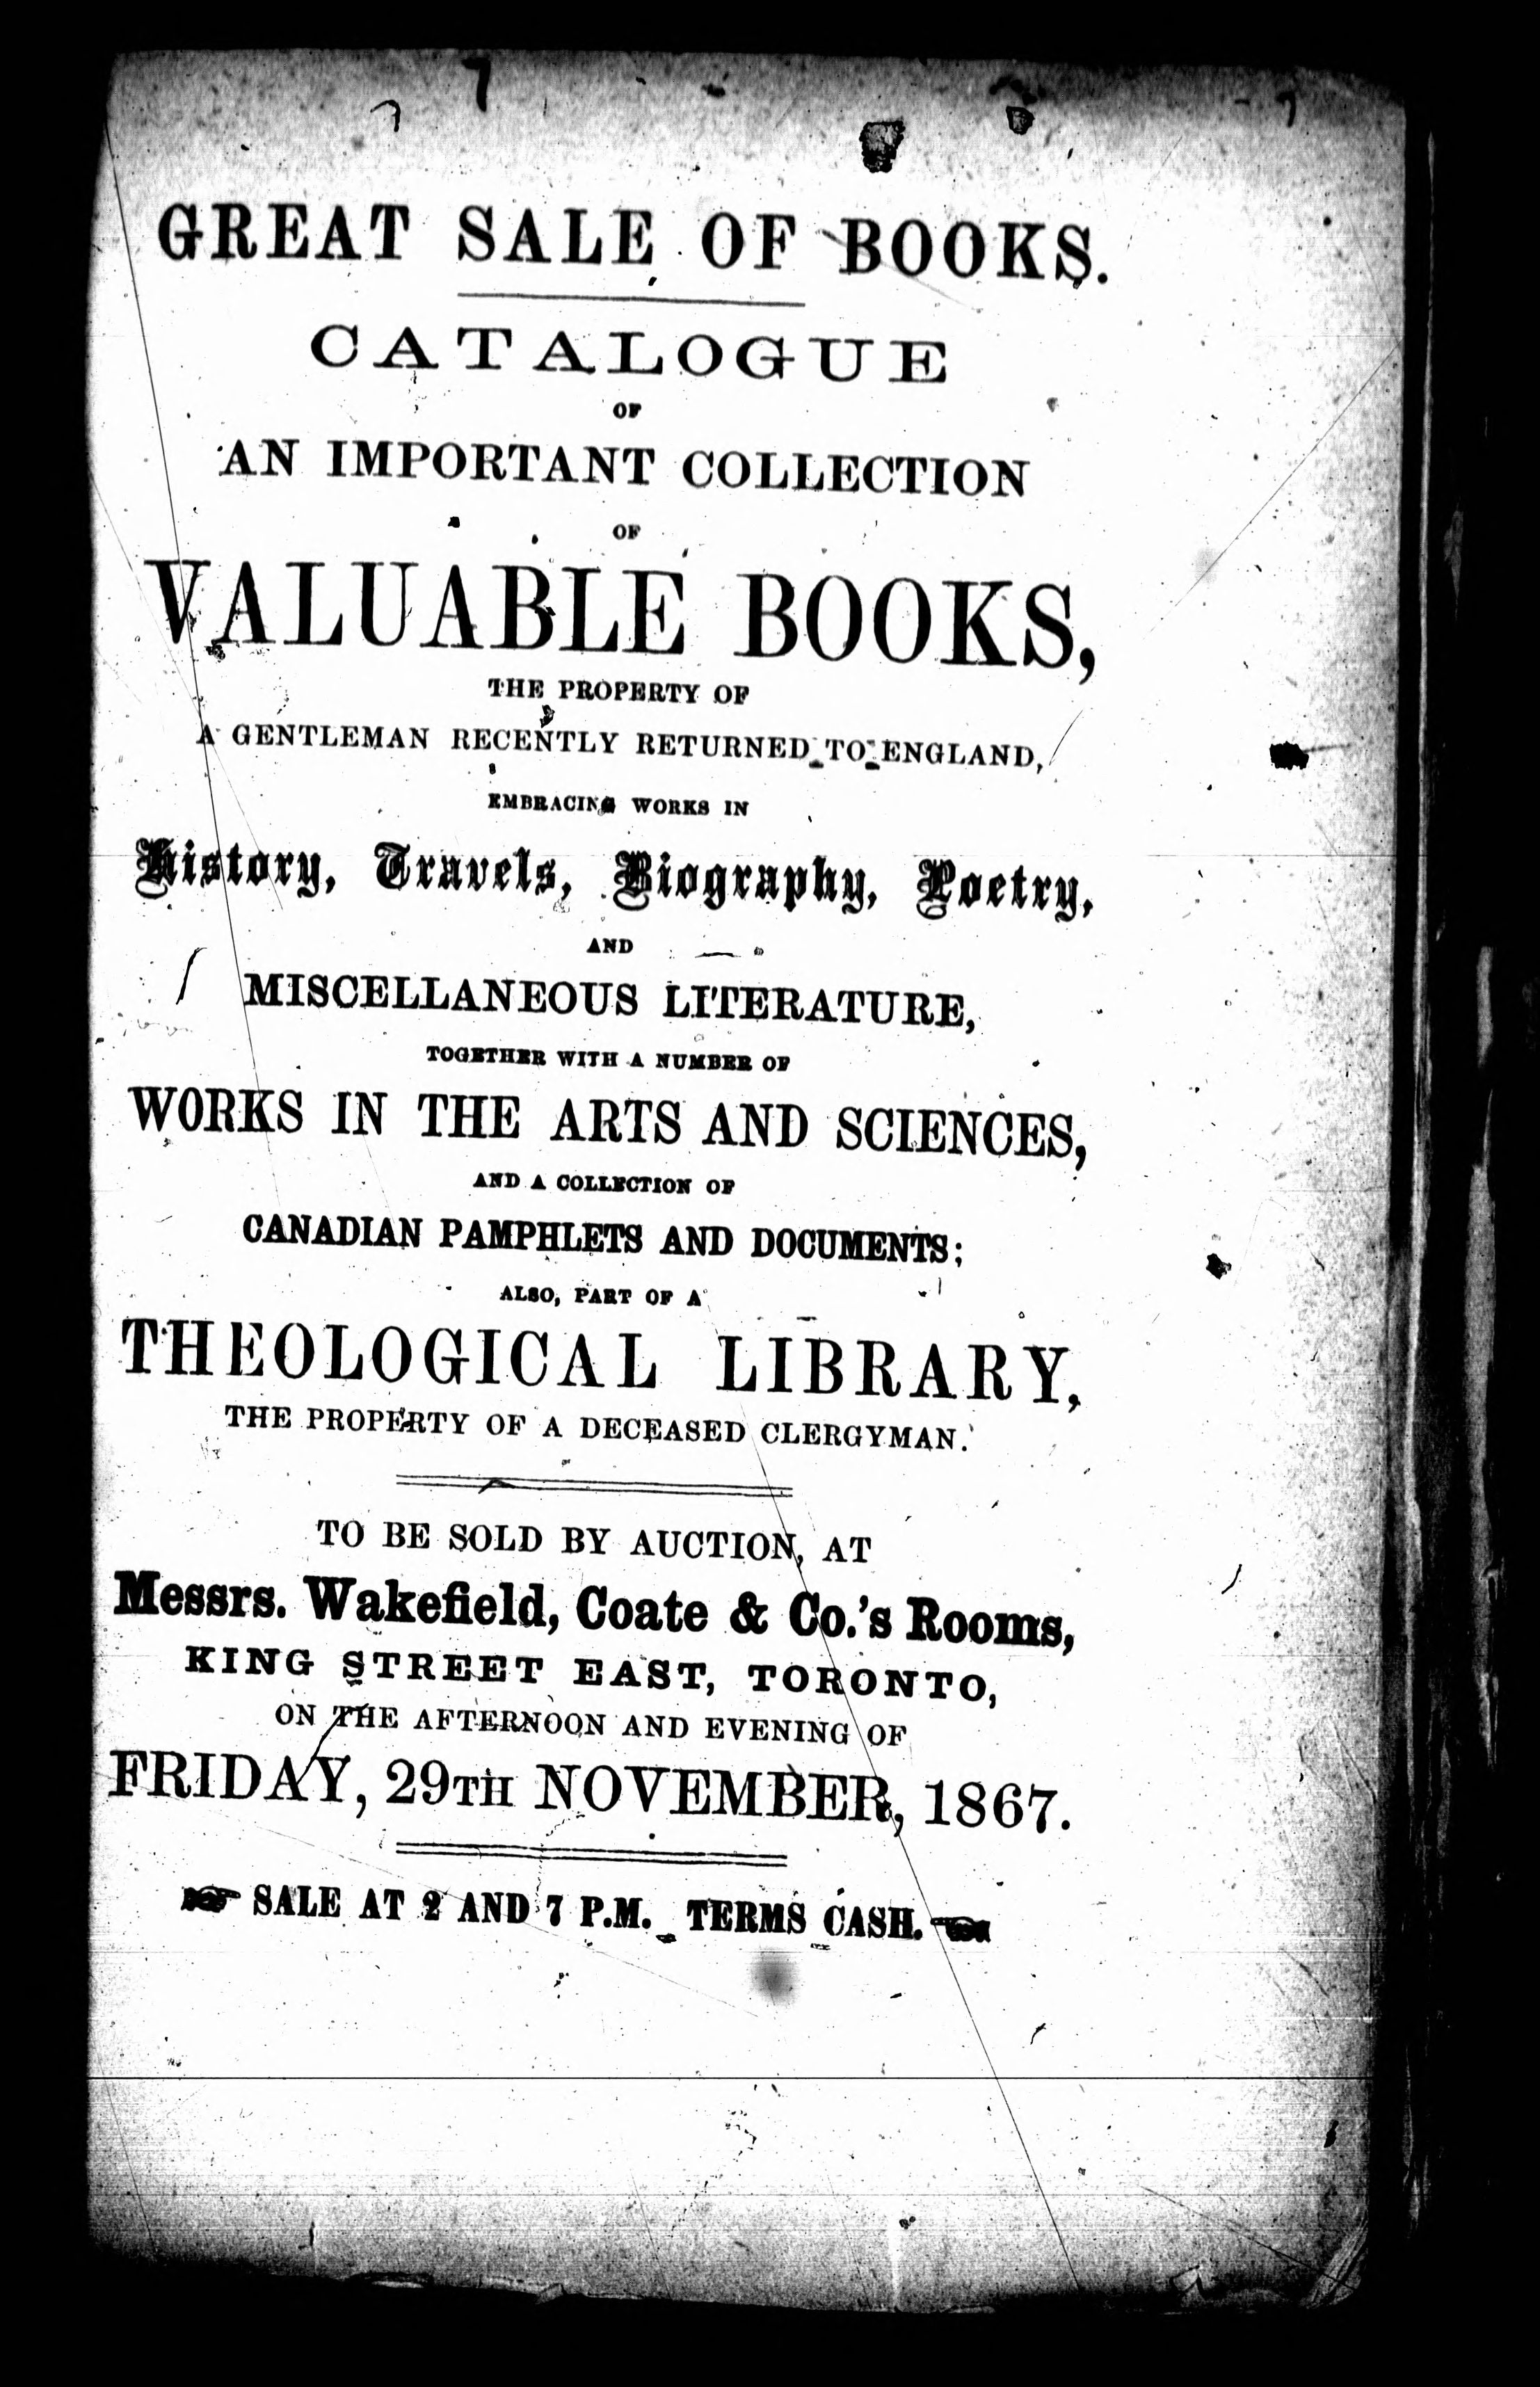 GREAT SALE OF BOOKS.
CATALOGUE
OF
AN IMPORTANT COLLECTION
OF
VALUABLE BOOKS,
THE PROPERTY OF
A GENTLEMAN RECENTLY RETURNED TO ENGLAND,
EMBRACING WORKS IN
History, Travels, Biography, Poetry,
AND
MISCELLANEOUS LITERATURE,
TOGETHER WITH A NUMBER OF
WORKS IN THE ARTS AND SCIENCES,
AND A COLLECTION OF
CANADIAN PAMPHLETS AND DOCUMENTS;
ALSO, PART OF A
THEOLOGICAL LIBRARY,
THE PROPERTY OF A DECEASED CLERGYMAN.
TO BE SOLD BY AUCTION, AT
Messrs. Wakefield, Coate & Co.'s Rooms,
KING STREET EAST, TORONTO,
ON THE AFTERNOON AND EVENING OF
FRIDAY, 29TH NOVEMBER, 1867.
☞ SALE AT 2 AND 7 P.M. TERMS CASH. ☜